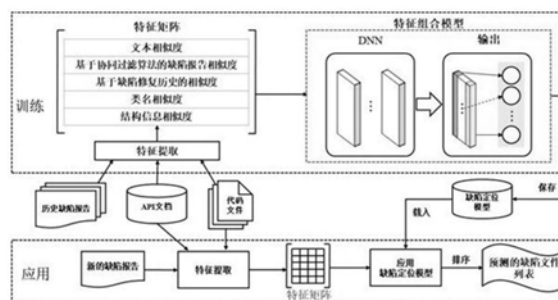 特征矩阵
文本相似度
基于协同过滤算法的缺陷报告相似度
基于缺陷修复历史的相似度
类名相似度
结构信息相似度
特征提取
训练
特征组合模型
DNN
输出
历史缺陷报告
API文档
代码
文件
缺陷定位
模型
保存
载入
应用
新的缺陷报告
特征提取
特征矩阵
应用
缺陷定位模型
排序
预测的缺陷文件
列表